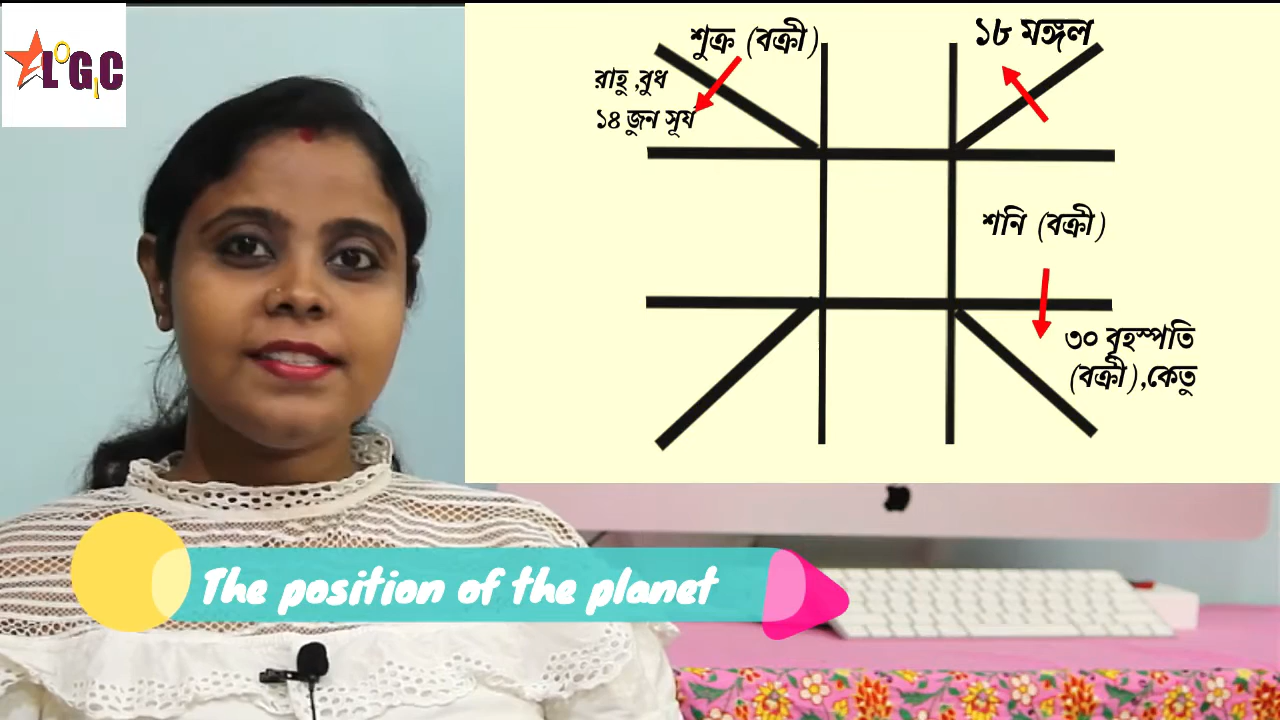 LOGIC
শুক্র (বক্রী)
১৮ মঙ্গল
রাহু ,বুধ
১৪ জুন সূর্য
শনি (বক্রী)
৩০ বৃহস্পতি
(বক্রী),কেতু
The position of the planet